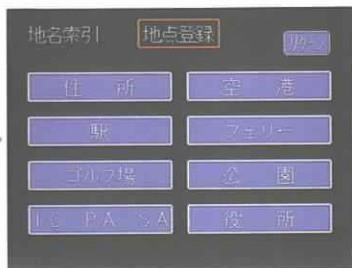 地名索引 地点登録 リターン
住所 空港
駅 フェリー
ゴルフ場 公園
IC PA SA 役所